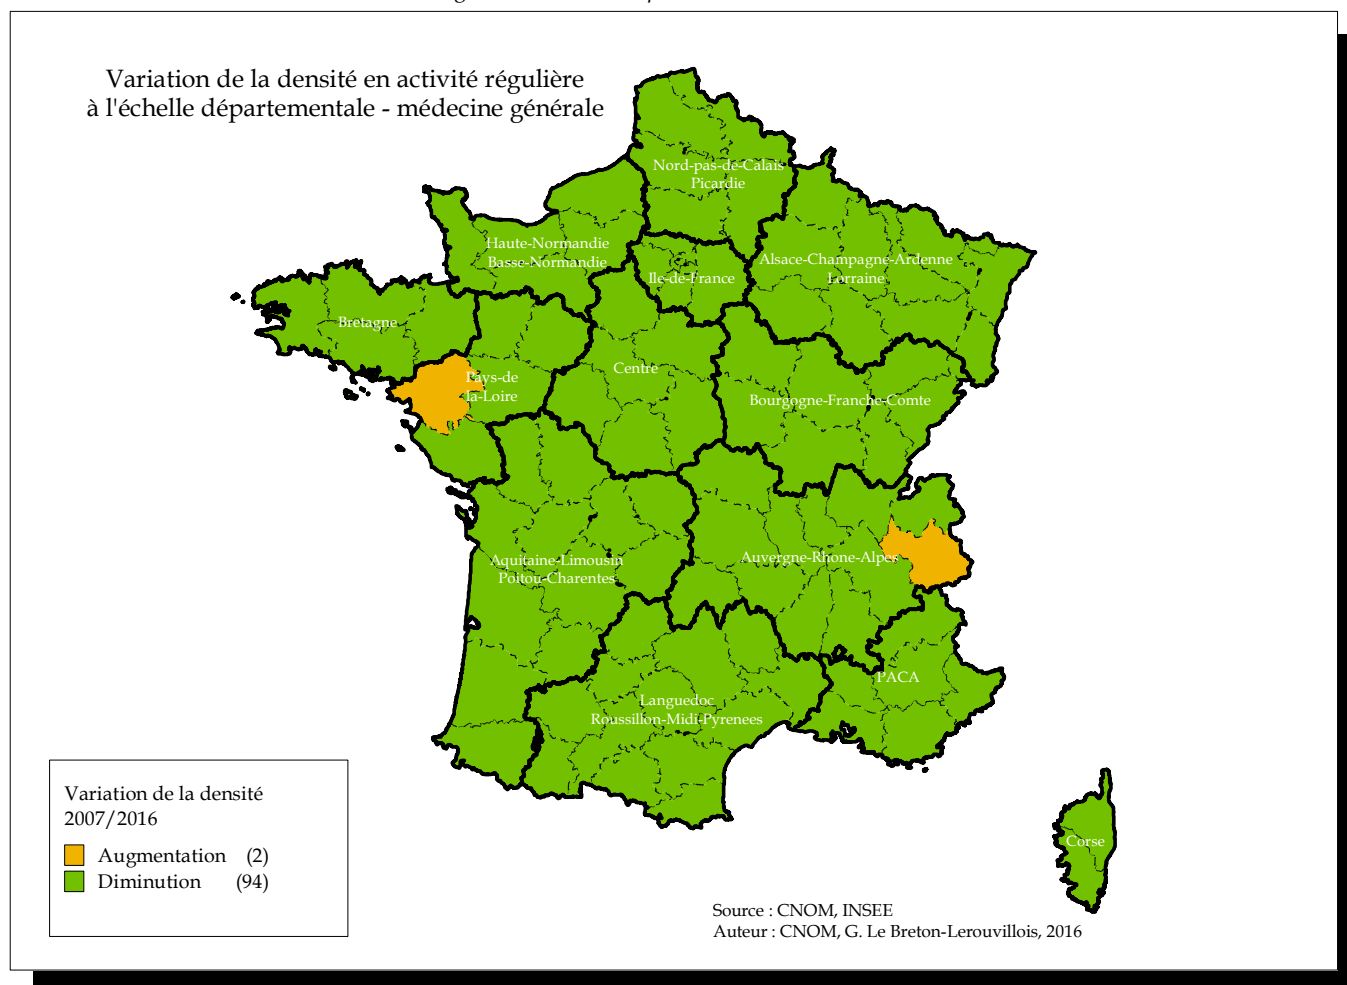 Variation de la densité en activité régulière
à l'échelle départementale - médecine générale
Nord-pas-de-Calais
Picardie
Haute-Normandie
Basse-Normandie
Ile-de-France
Alsace-Champagne-Ardenne
Lorraine
Bretagne
Pays-de
la-Loire
Centre
Bourgogne-Franche-Comte
Aquitaine-Limousin
Poitou-Charentes
Auvergne-Rhone-Alpes
Languedoc
Roussillon-Midi-Pyrenees
PACA
Corse
Variation de la densité
2007/2016
Augmentation (2)
Diminution (94)
Source : CNOM, INSEE
Auteur : CNOM, G. Le Breton-Lerouvillois, 2016